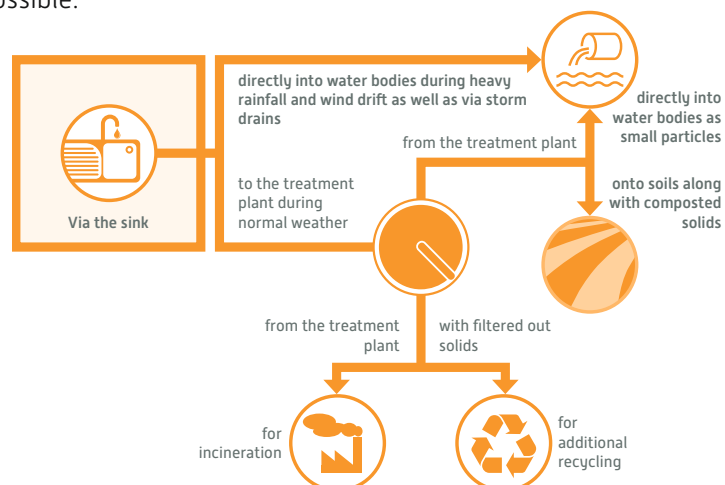 ossible.
directly into water bodies during heavy
rainfall and wind drift as well as via storm
drains
directly into
water bodies as
small particles
from the treatment plant
Via the sink
to the treatment
plant during
normal weather
onto soils along
with composted
solids
from the treatment
plant
with filtered out
solids
for
incineration
for
additional
recycling